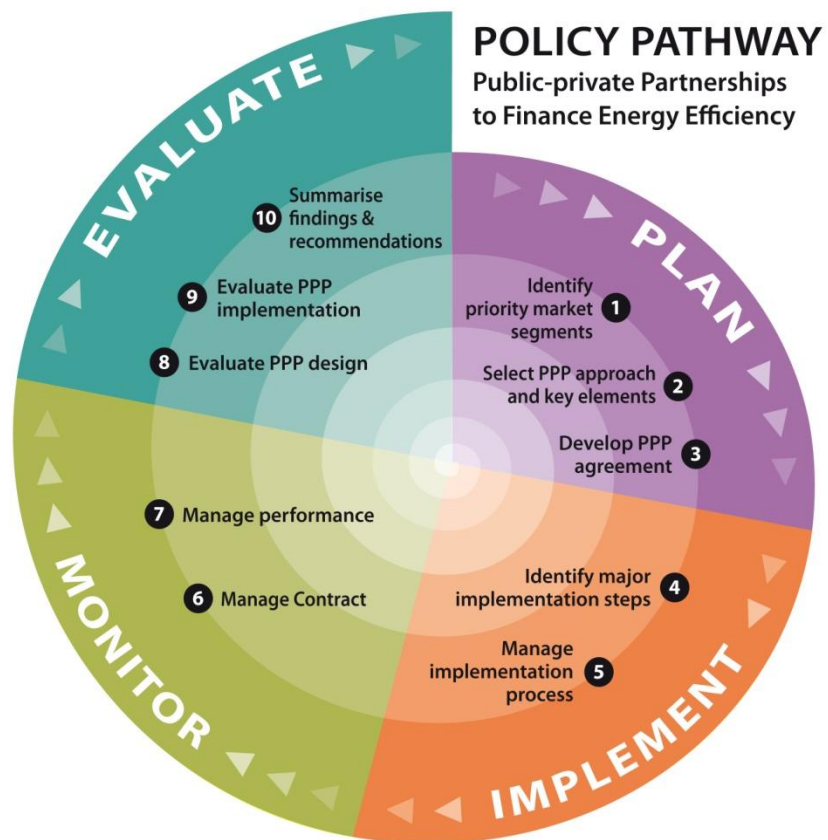 POLICY PATHWAY
Public-private Partnerships
to Finance Energy Efficiency
PLAN
Identify
priority market
segments
1
Select PPP approach
and key elements
2
Develop PPP
agreement
3
IMPLEMENT
Identify major
implementation steps
4
Manage
implementation
process
5
MONITOR
6 Manage Contract
7 Manage performance
EVALUATE
8 Evaluate PPP design
9 Evaluate PPP
implementation
10 Summarise
findings &
recommendations